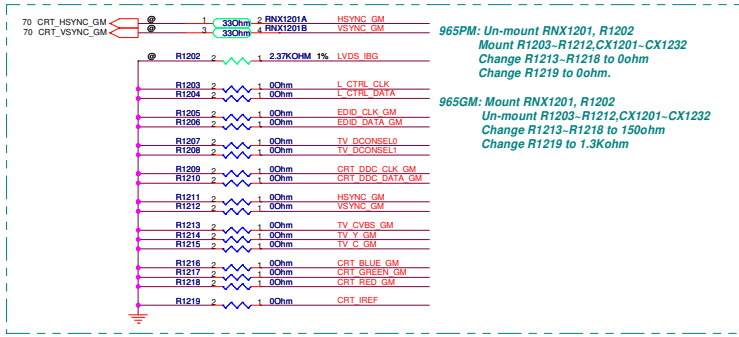 70 CRT_HSYNC_GM @ 1 33Ohm 2 RNX1201A HSYNC_GM
70 CRT_VSYNC_GM 3 33Ohm 4 RNX1201B VSYNC_GM
@ R1202 2 1 2.37KOHM 1% LVDS_IBG
R1203 2 1 0Ohm L_CTRL_CLK
R1204 2 1 0Ohm L_CTRL_DATA
R1205 2 1 0Ohm EDID_CLK_GM
R1206 2 1 0Ohm EDID_DATA_GM
R1207 2 1 0Ohm TV_DCONSEL0
R1208 2 1 0Ohm TV_DCONSEL1
R1209 2 1 0Ohm CRT_DDC_CLK_GM
R1210 2 1 0Ohm CRT_DDC_DATA_GM
R1211 2 1 0Ohm HSYNC_GM
R1212 2 1 0Ohm VSYNC_GM
R1213 2 1 0Ohm TV_CVBS_GM
R1214 2 1 0Ohm TV_Y_GM
R1215 2 1 0Ohm TV_C_GM
R1216 2 1 0Ohm CRT_BLUE_GM
R1217 2 1 0Ohm CRT_GREEN_GM
R1218 2 1 0Ohm CRT_RED_GM
R1219 2 1 0Ohm CRT_IREF
965PM: Un-mount RNX1201, R1202
Mount R1203~R1212,CX1201~CX1232
Change R1213~R1218 to 0ohm
Change R1219 to 0ohm.
965GM: Mount RNX1201, R1202
Un-mount R1203~R1212,CX1201~CX1232
Change R1213~R1218 to 150ohm
Change R1219 to 1.3Kohm